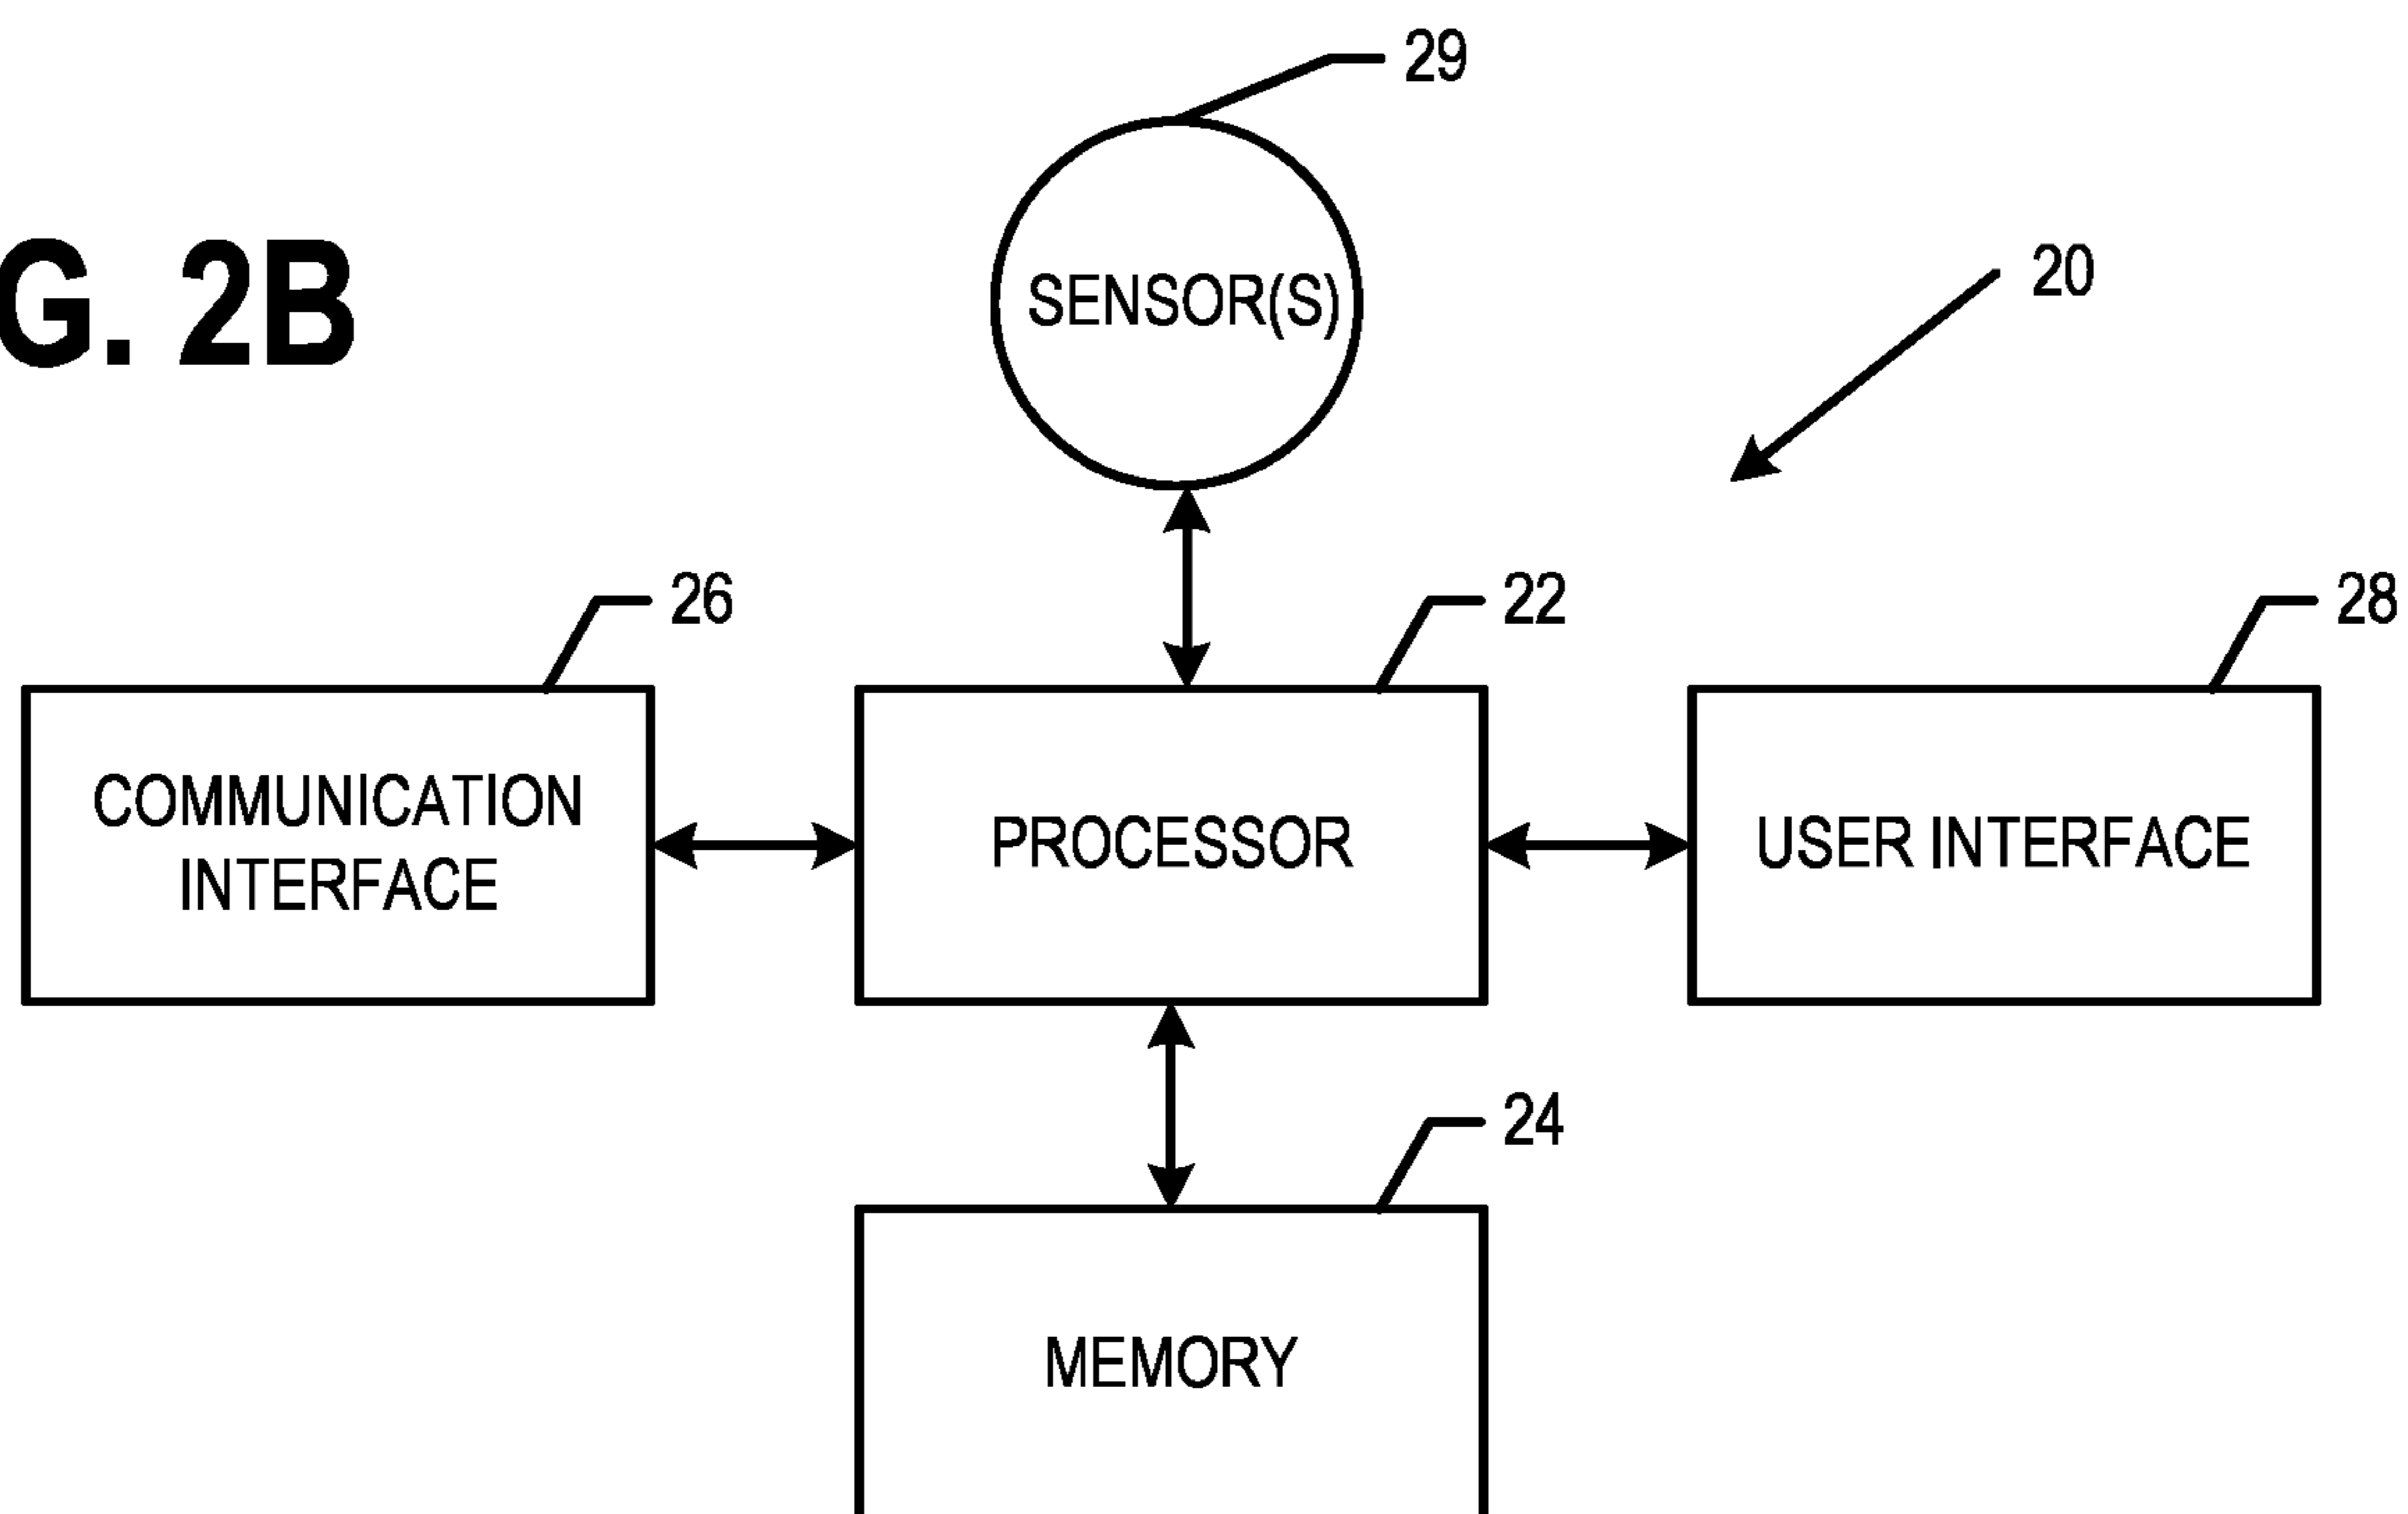 29
G. 2B
SENSOR(S)
20
26
22
28
COMMUNICATION
INTERFACE
PROCESSOR
USER INTERFACE
24
MEMORY